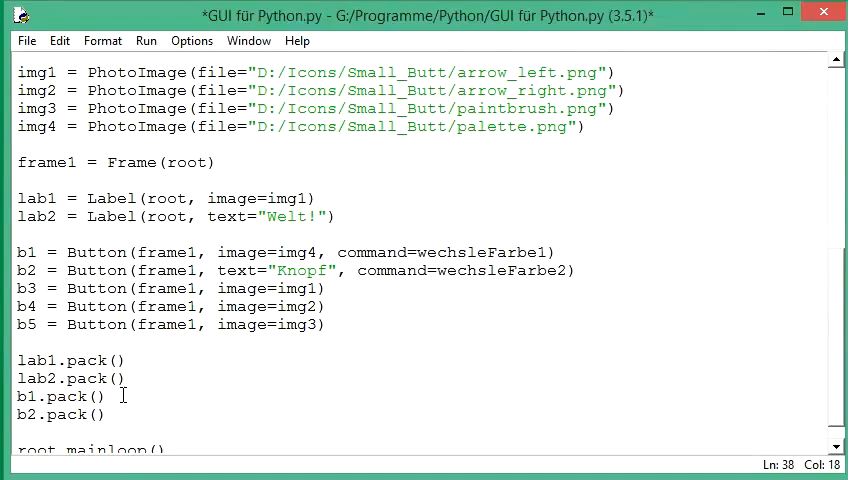 *GUI für Python.py - G:/Programme/Python/GUI für Python.py (3.5.1)*
File Edit Format Run Options Window Help
img1 = PhotoImage(file="D:/Icons/Small_Butt/arrow_left.png")
img2 = PhotoImage(file="D:/Icons/Small_Butt/arrow_right.png")
img3 = PhotoImage(file="D:/Icons/Small_Butt/paintbrush.png")
img4 = PhotoImage(file="D:/Icons/Small_Butt/palette.png")
frame1 = Frame(root)
lab1 = Label(root, image=img1)
lab2 = Label(root, text="Welt!")
b1 = Button(frame1, image=img4, command=wechsleFarbe1)
b2 = Button(frame1, text="Knopf", command=wechsleFarbe2)
b3 = Button(frame1, image=img1)
b4 = Button(frame1, image=img2)
b5 = Button(frame1, image=img3)
lab1.pack()
lab2.pack()
b1.pack()
b2.pack()
root.mainloop()
Ln: 38 Col: 18